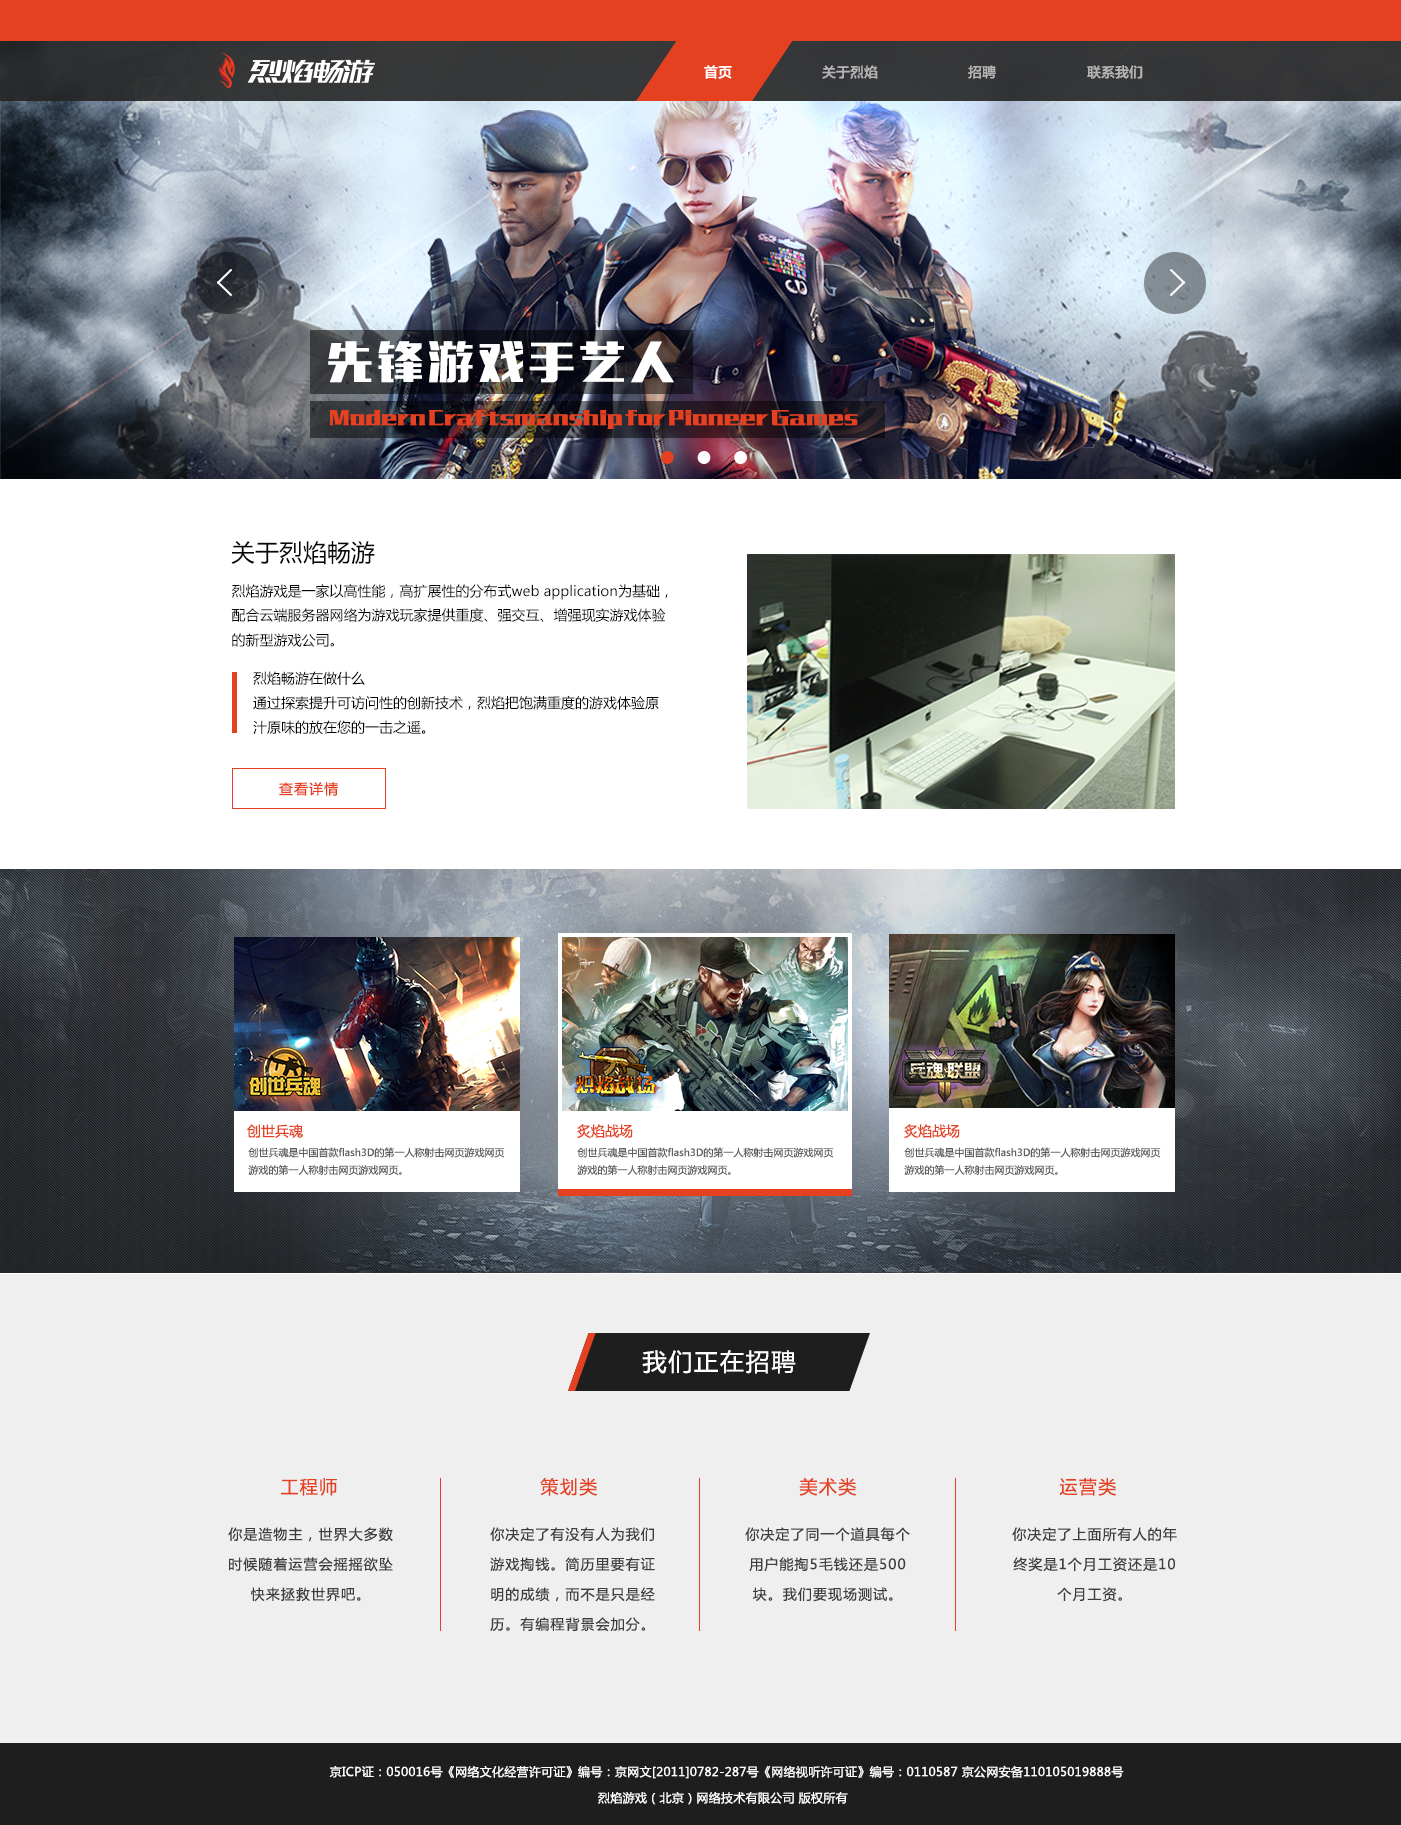 烈焰畅游
首页
关于烈焰
招聘
联系我们
先锋游戏手艺人
Modern Craftsmanship for Pioneer Games
关于烈焰畅游
烈焰游戏是一家以高性能，高扩展性的分布式web application为基础，
配合云端服务器网络为游戏玩家提供重度、强交互、增强现实游戏体验
的新型游戏公司。
烈焰畅游在做什么
通过探索提升可访问性的创新技术，烈焰把饱满重度的游戏体验原
汁原味的放在您的一击之遥。
查看详情
创世兵魂
创世兵魂
创世兵魂是中国首款flash3D的第一人称射击网页游戏网页
游戏的第一人称射击网页游戏网页。
炽焰战场
炙焰战场
创世兵魂是中国首款flash3D的第一人称射击网页游戏网页
游戏的第一人称射击网页游戏网页。
兵魂·联盟
炙焰战场
创世兵魂是中国首款flash3D的第一人称射击网页游戏网页
游戏的第一人称射击网页游戏网页。
我们正在招聘
工程师
你是造物主，世界大多数
时候随着运营会摇摇欲坠
快来拯救世界吧。
策划类
你决定了有没有人为我们
游戏掏钱。简历里要有证
明的成绩，而不是只是经
历。有编程背景会加分。
美术类
你决定了同一个道具每个
用户能掏5毛钱还是500
块。我们要现场测试。
运营类
你决定了上面所有人的年
终奖是1个月工资还是10
个月工资。
京ICP证：050016号《网络文化经营许可证》编号：京网文[2011]0782-287号《网络视听许可证》编号：0110587 京公网安备110105019888号
烈焰游戏（北京）网络技术有限公司 版权所有